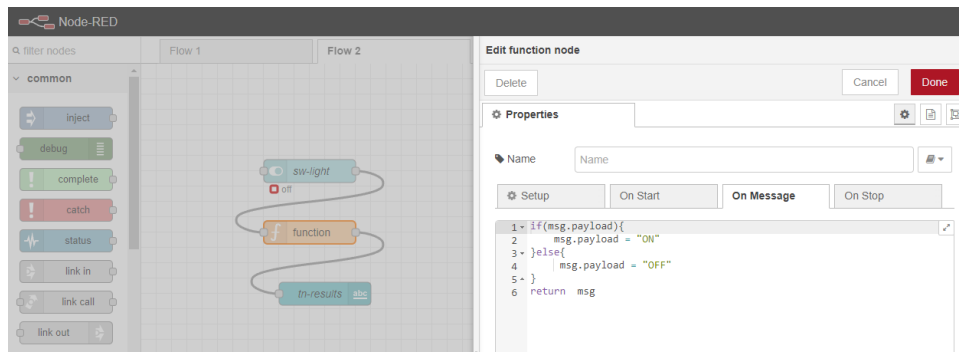 Node-RED
filter nodes
Flow 1
Flow 2
common
inject
debug
complete
catch
status
link in
link call
link out
sw-light
off
function
tn-results abc
Edit function node
Delete
Cancel
Done
Properties
Name
Name
Setup
On Start
On Message
On Stop
1 if(msg.payload){
2 msg.payload = "ON"
3 }else{
4 msg.payload = "OFF"
5 }
6 return msg